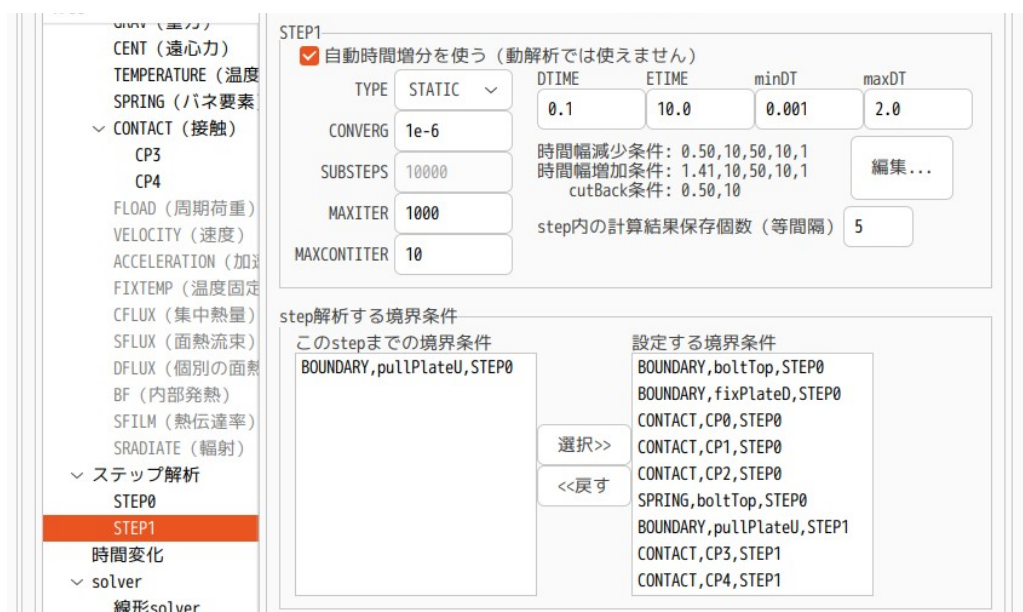 CENT (遠心力)
TEMPERATURE (温度
SPRING (バネ要素
CONTACT (接触)
CP3
CP4
FLOAD (周期荷重)
VELOCITY (速度)
ACCELERATION (加速
FIXTEMP (温度固定
CFLUX (集中熱量)
SFLUX (面熱流束)
DFLUX (個別の面熱
BF (内部発熱)
SFILM (熱伝達率)
SRADIATE (輻射)
ステップ解析
STEP0
STEP1
時間変化
solver
線形solver
STEP1
自動時間増分を使う (動解析では使えません)
TYPE STATIC
CONVERG 1e-6
SUBSTEPS 10000
MAXITER 1000
MAXCONTITER 10
DTIME ETIME minDT maxDT
0.1 10.0 0.001 2.0
時間幅減少条件: 0.50,10,50,10,1
時間幅増加条件: 1.41,10,50,10,1
cutBack条件: 0.50,10
編集...
step内の計算結果保存個数 (等間隔) 5
step解析する境界条件
このstepまでの境界条件
BOUNDARY,pullPlateU,STEP0
選択>>
<<戻す
設定する境界条件
BOUNDARY,boltTop,STEP0
BOUNDARY,fixPlateD,STEP0
CONTACT,CP0,STEP0
CONTACT,CP1,STEP0
CONTACT,CP2,STEP0
SPRING,boltTop,STEP0
BOUNDARY,pullPlateU,STEP1
CONTACT,CP3,STEP1
CONTACT,CP4,STEP1